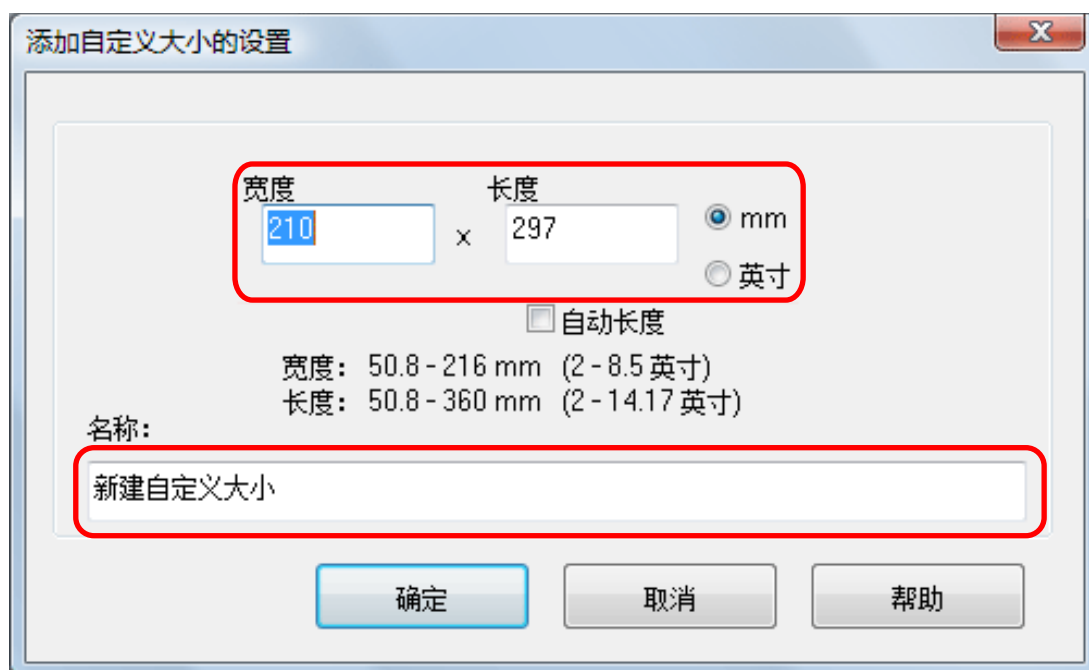 添加自定义大小的设置
宽度 长度
210 x 297 mm
英寸
自动长度
宽度: 50.8 - 216 mm (2 - 8.5 英寸)
长度: 50.8 - 360 mm (2 - 14.17 英寸)
名称:
新建自定义大小
确定 取消 帮助